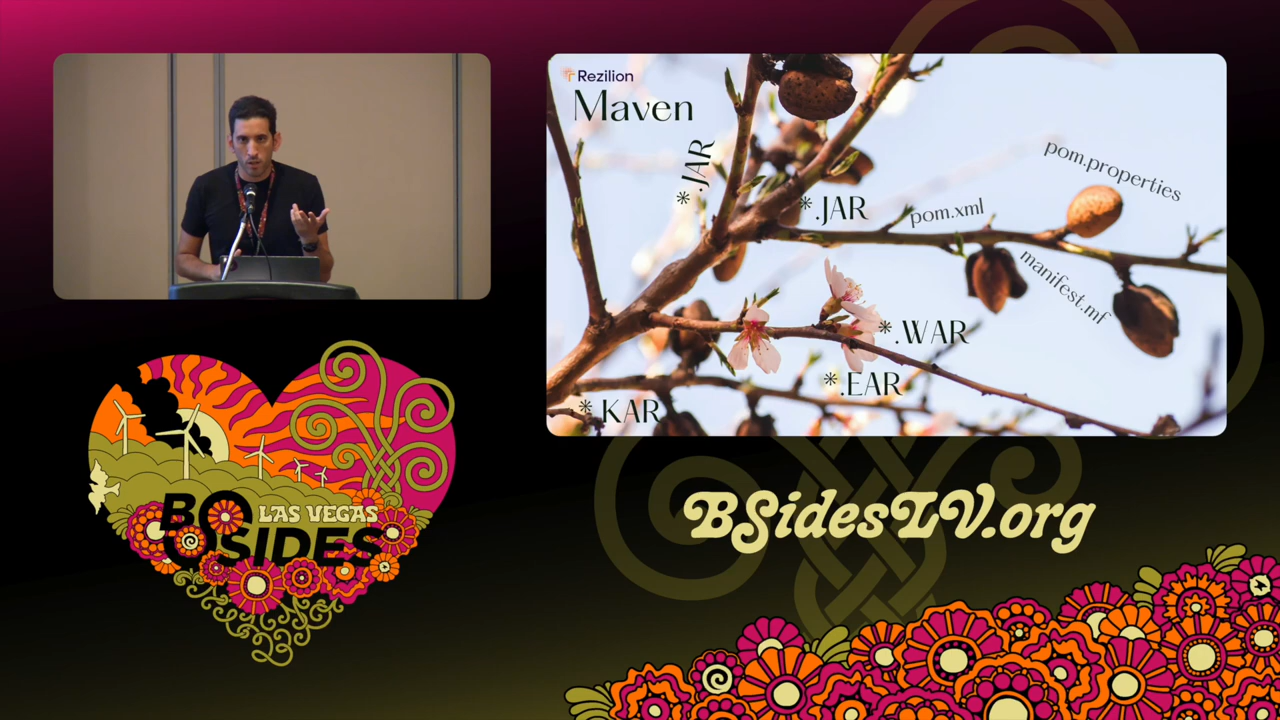 Rezilion
Maven
*.JAR
*.JAR
pom.xml
pom.properties
manifest.mf
*.WAR
*.EAR
*KAR
BSidesLV.org
LAS VEGAS
BSIDES